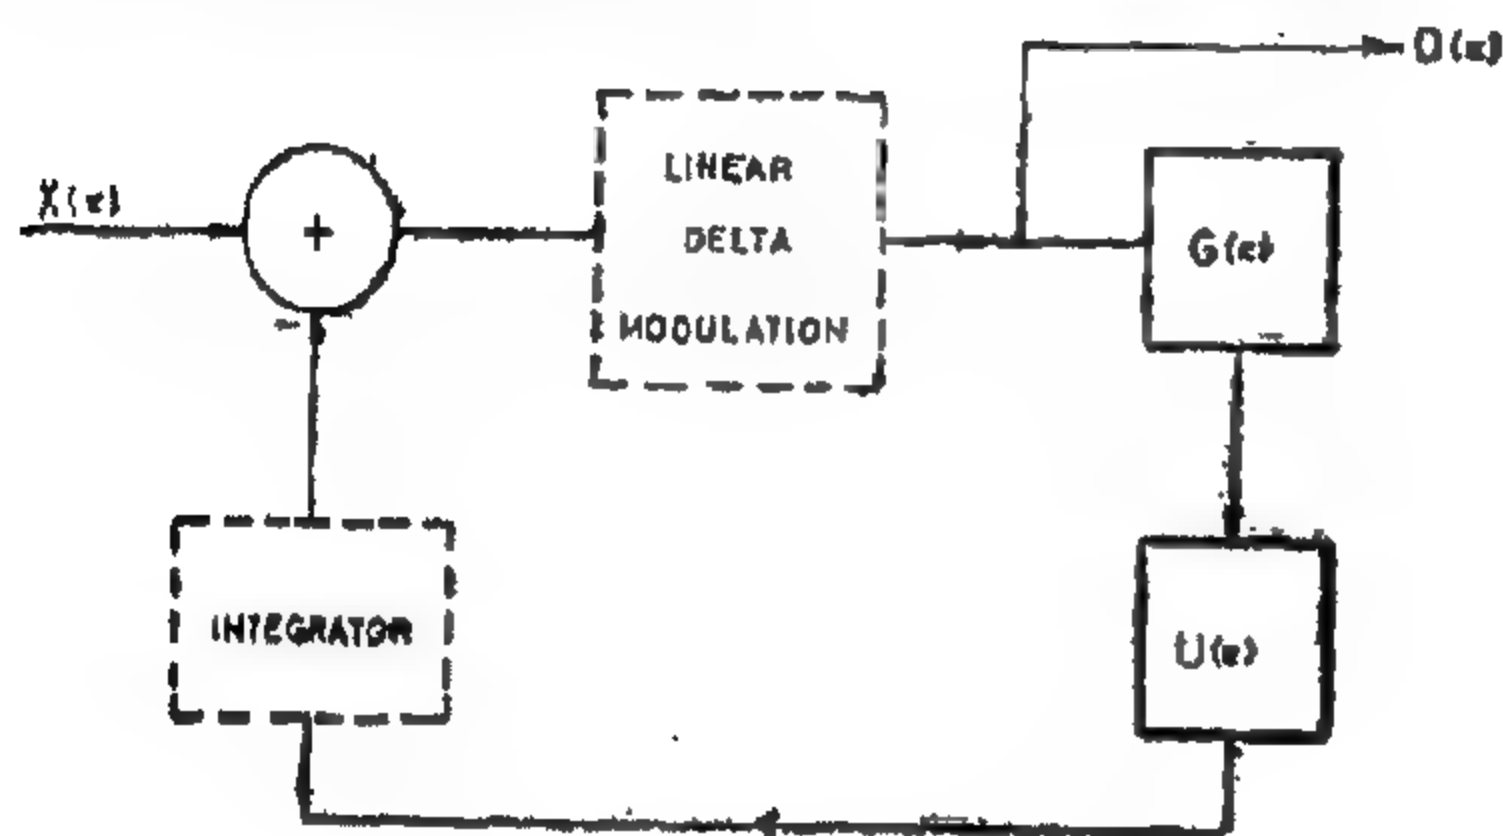 D(z)
X(z)
+
LINEAR
DELTA
MODULATION
G(z)
-
INTEGRATOR
U(z)